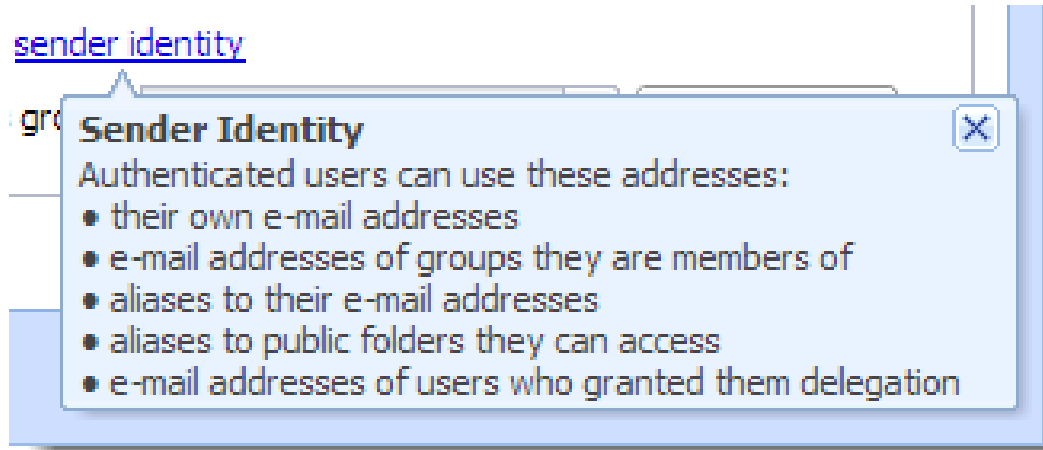 sender identity
gro
Sender Identity
Authenticated users can use these addresses:
• their own e-mail addresses
• e-mail addresses of groups they are members of
• aliases to their e-mail addresses
• aliases to public folders they can access
• e-mail addresses of users who granted them delegation